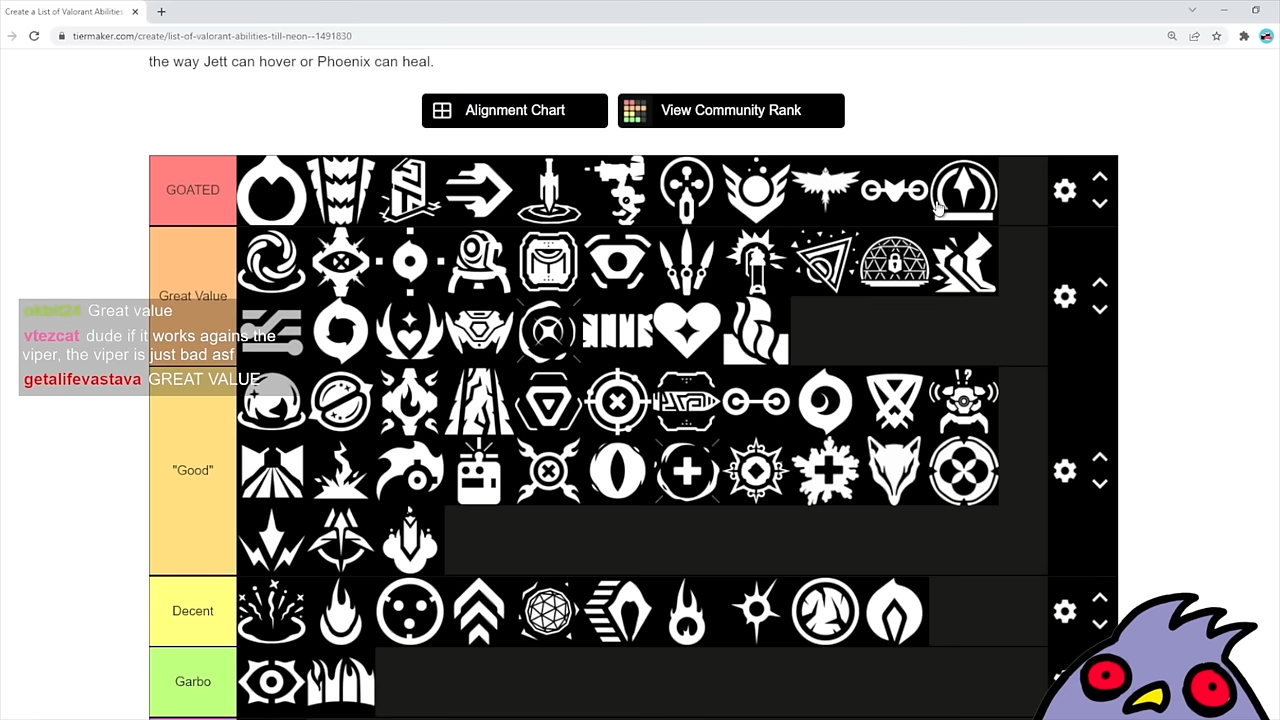 Create a List of Valorant Abilities
tiermaker.com/create/list-of-valorant-abilities-till-neon--1491830
the way Jett can hover or Phoenix can heal.
Alignment Chart
View Community Rank
GOATED
Great Value
okbit24 Great value
vtezcat dude if it works agains the
viper, the viper is just bad asf
getalifevastava GREAT VALUE
"Good"
Decent
Garbo